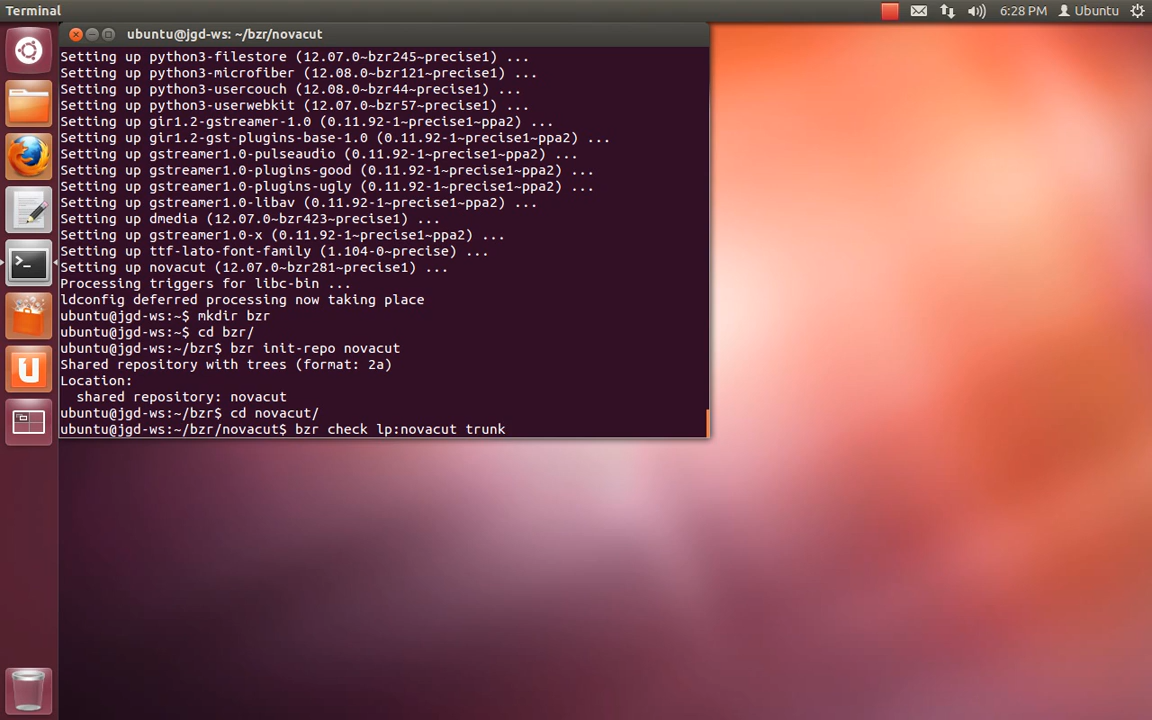 Terminal
6:28 PM
Ubuntu
ubuntu@jgd-ws: ~/bzr/novacut
Setting up python3-filestore (12.07.0~bzr245~precise1) ...
Setting up python3-microfiber (12.08.0~bzr121~precise1) ...
Setting up python3-usercouch (12.08.0~bzr44~precise1) ...
Setting up python3-userwebkit (12.07.0~bzr57~precise1) ...
Setting up gir1.2-gstreamer-1.0 (0.11.92-1~precise1~ppa2) ...
Setting up gir1.2-gst-plugins-base-1.0 (0.11.92-1~precise1~ppa2) ...
Setting up gstreamer1.0-pulseaudio (0.11.92-1~precise1~ppa2) ...
Setting up gstreamer1.0-plugins-good (0.11.92-1~precise1~ppa2) ...
Setting up gstreamer1.0-plugins-ugly (0.11.92-1~precise1~ppa2) ...
Setting up gstreamer1.0-libav (0.11.92-1~precise1~ppa2) ...
Setting up dmedia (12.07.0~bzr423~precise1) ...
Setting up gstreamer1.0-x (0.11.92-1~precise1~ppa2) ...
Setting up ttf-lato-font-family (1.104-0~precise) ...
Setting up novacut (12.07.0~bzr281~precise1) ...
Processing triggers for libc-bin ...
ldconfig deferred processing now taking place
ubuntu@jgd-ws:~$ mkdir bzr
ubuntu@jgd-ws:~$ cd bzr/
ubuntu@jgd-ws:~/bzr$ bzr init-repo novacut
Shared repository with trees (format: 2a)
Location:
  shared repository: novacut
ubuntu@jgd-ws:~/bzr$ cd novacut/
ubuntu@jgd-ws:~/bzr/novacut$ bzr check lp:novacut trunk